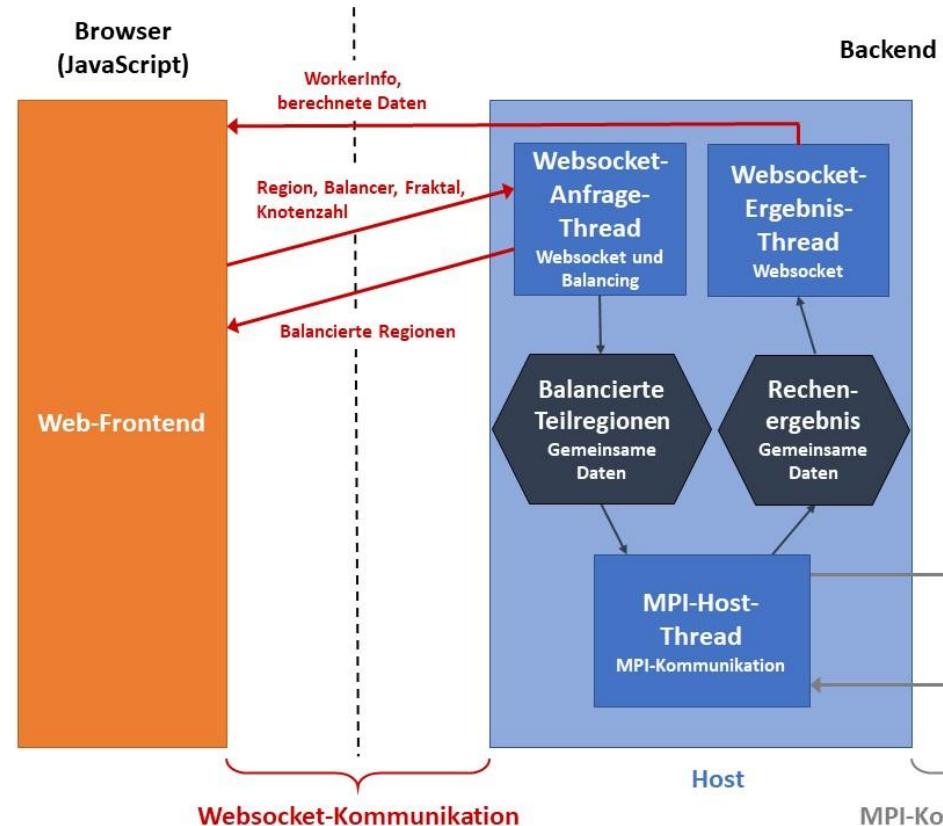 Browser
(JavaScript)
Backend
WorkerInfo,
berechnete Daten
Region, Balancer, Fraktal,
Knotenzahl
Balancierte Regionen
Web-Frontend
Websocket-
Anfrage-
Thread
Websocket und
Balancing
Websocket-
Ergebnis-
Thread
Websocket
Balancierte
Teilregionen
Gemeinsame
Daten
Rechen-
ergebnis
Gemeinsame
Daten
MPI-Host-
Thread
MPI-Kommunikation
Host
Websocket-Kommunikation
MPI-Ko